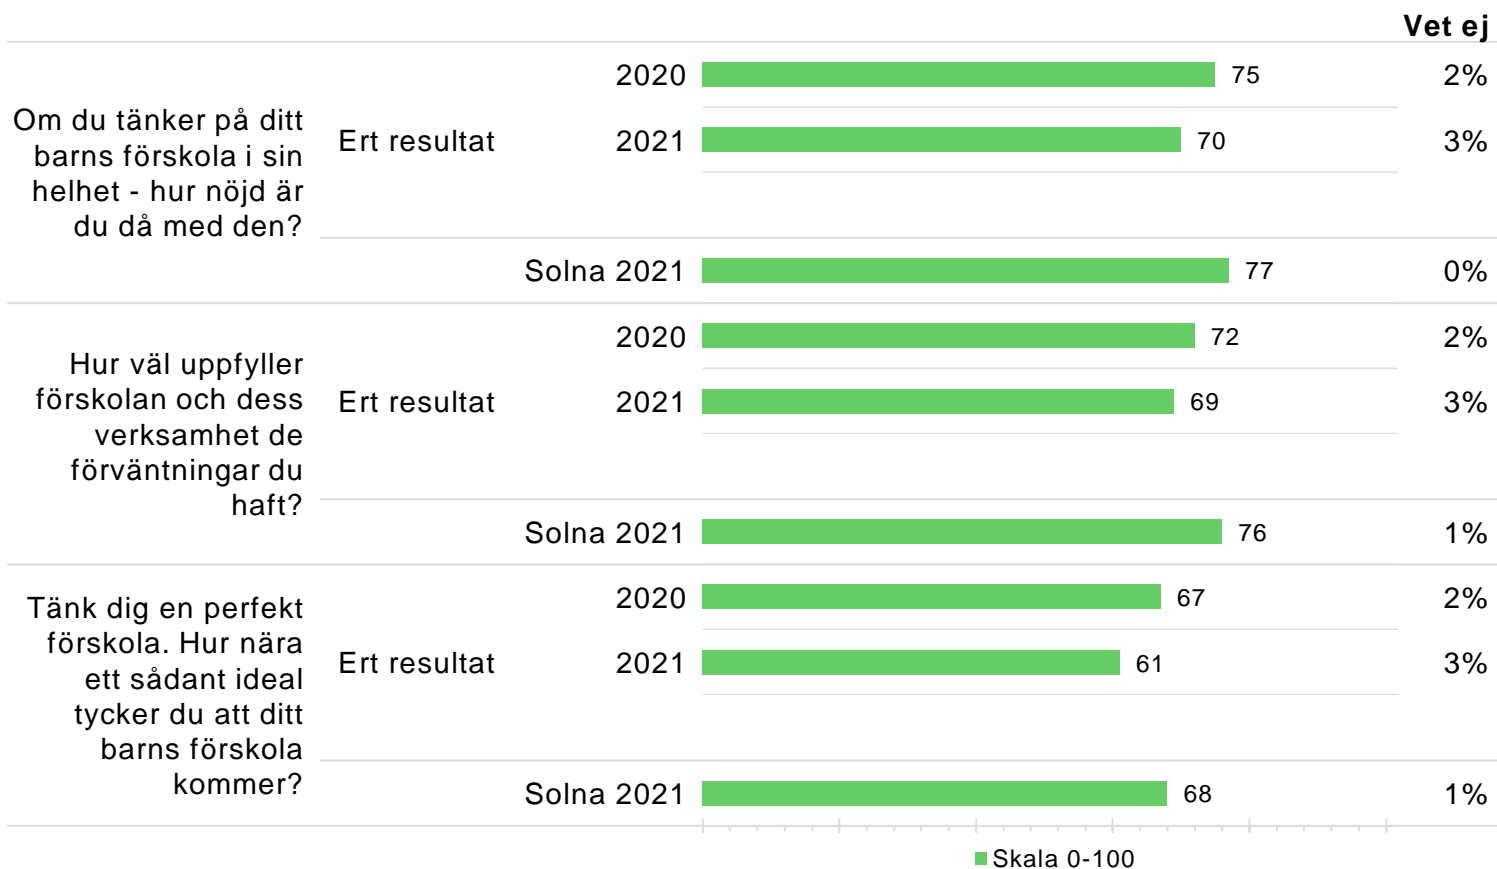 Vet ej
Om du tänker på ditt
barns förskola i sin
helhet - hur nöjd är
du då med den?
Ert resultat
2020 75 2%
2021 70 3%
Solna 2021 77 0%
Hur väl uppfyller
förskolan och dess
verksamhet de
förväntningar du
haft?
Ert resultat
2020 72 2%
2021 69 3%
Solna 2021 76 1%
Tänk dig en perfekt
förskola. Hur nära
ett sådant ideal
tycker du att ditt
barns förskola
kommer?
Ert resultat
2020 67 2%
2021 61 3%
Solna 2021 68 1%
Skala 0-100